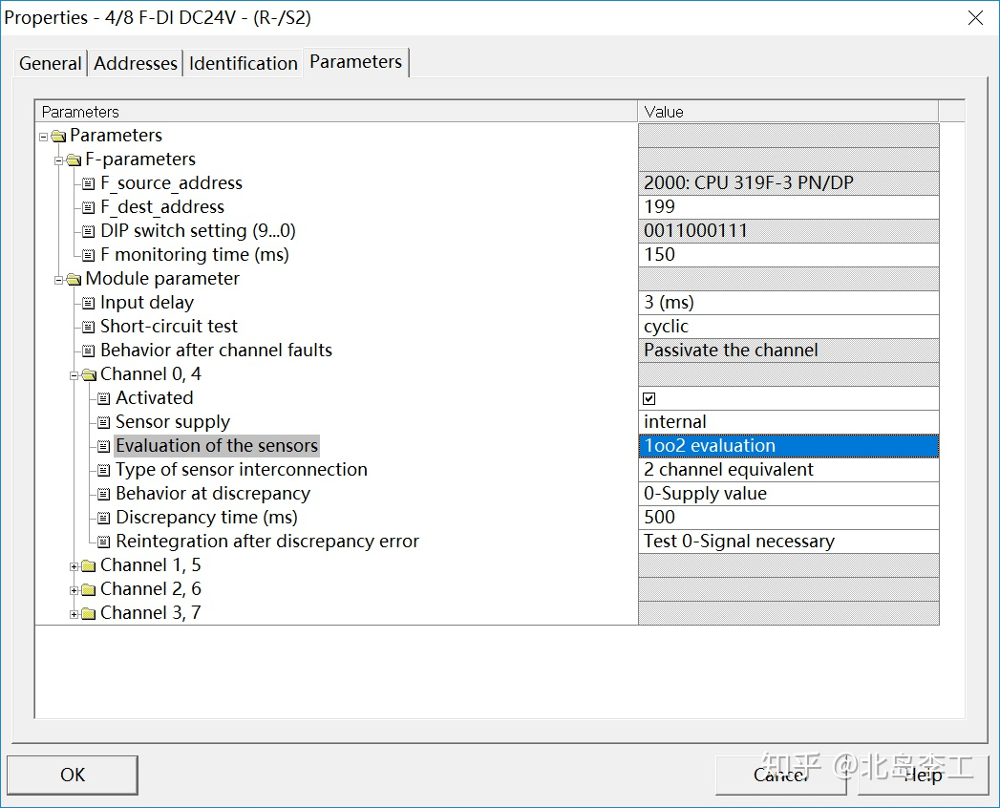 Properties - 4/8 F-DI DC24V - (R-/S2)
General Addresses Identification Parameters
Parameters Value
Parameters
F-parameters
F_source_address 2000: CPU 319F-3 PN/DP
F_dest_address 199
DIP switch setting (9...0) 0011000111
F monitoring time (ms) 150
Module parameter
Input delay 3 (ms)
Short-circuit test cyclic
Behavior after channel faults Passivate the channel
Channel 0, 4
Activated
Sensor supply internal
Evaluation of the sensors 1oo2 evaluation
Type of sensor interconnection 2 channel equivalent
Behavior at discrepancy 0-Supply value
Discrepancy time (ms) 500
Reintegration after discrepancy error Test 0-Signal necessary
Channel 1, 5
Channel 2, 6
Channel 3, 7
OK Cancel Help
知乎 @北岛李工